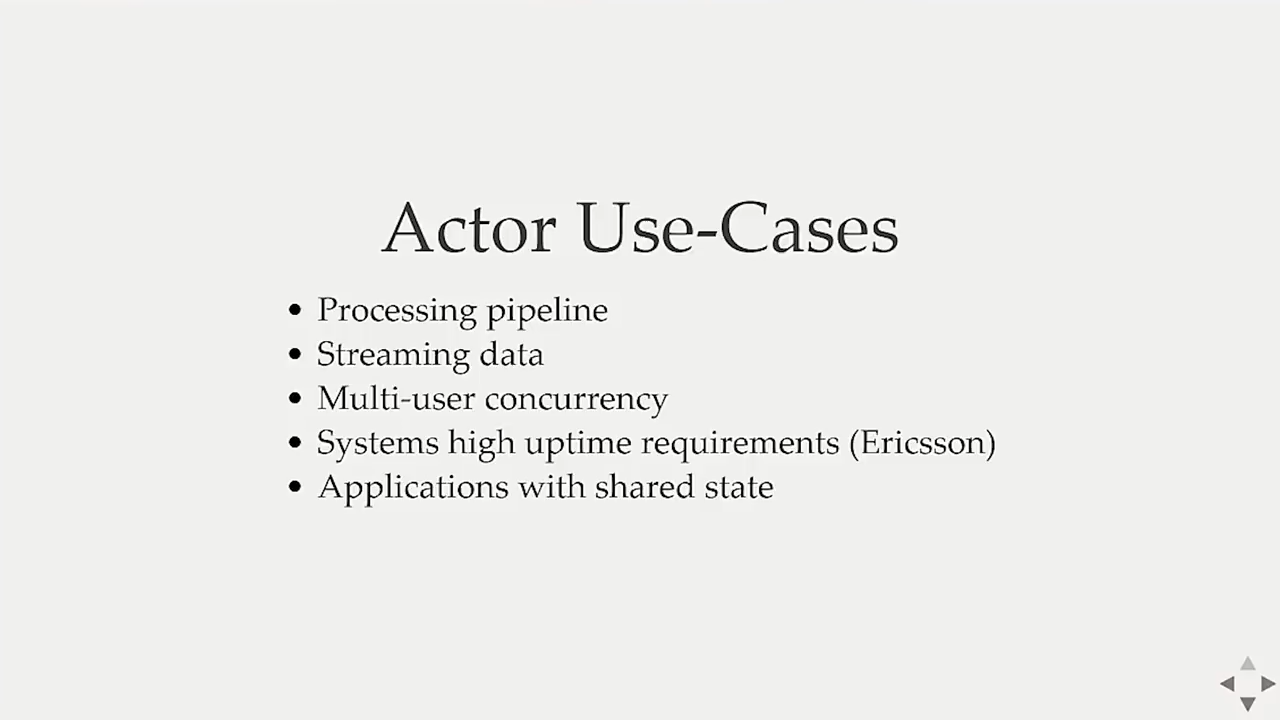 Actor Use-Cases
• Processing pipeline
• Streaming data
• Multi-user concurrency
• Systems high uptime requirements (Ericsson)
• Applications with shared state